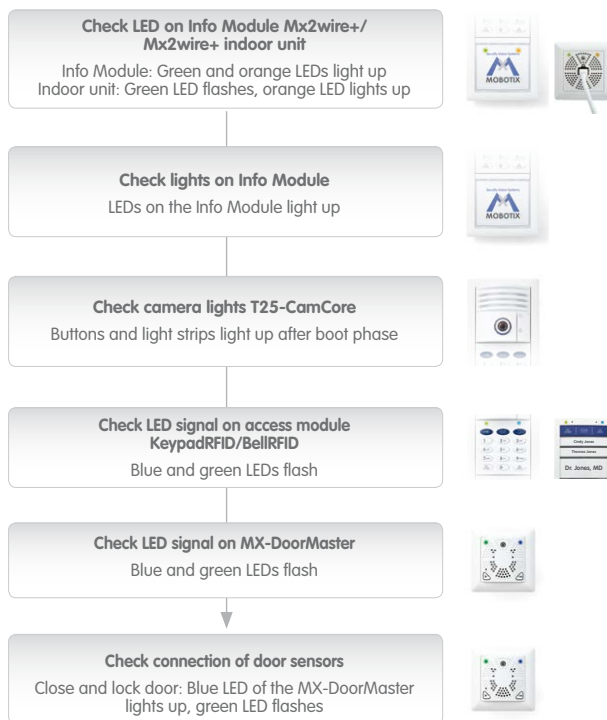 Check LED on Info Module Mx2wire+/
Mx2wire+ indoor unit
Info Module: Green and orange LEDs light up
Indoor unit: Green LED flashes, orange LED lights up
MOBOTIX
Check lights on Info Module
LEDs on the Info Module light up
MOBOTIX
Check camera lights T25-CamCore
Buttons and light strips light up after boot phase
Check LED signal on access module
KeypadRFID/BellRFID
Blue and green LEDs flash
Cindy Jones
Thomas Jones
Dr. Jones, MD
Check LED signal on MX-DoorMaster
Blue and green LEDs flash
Check connection of door sensors
Close and lock door: Blue LED of the MX-DoorMaster
lights up, green LED flashes